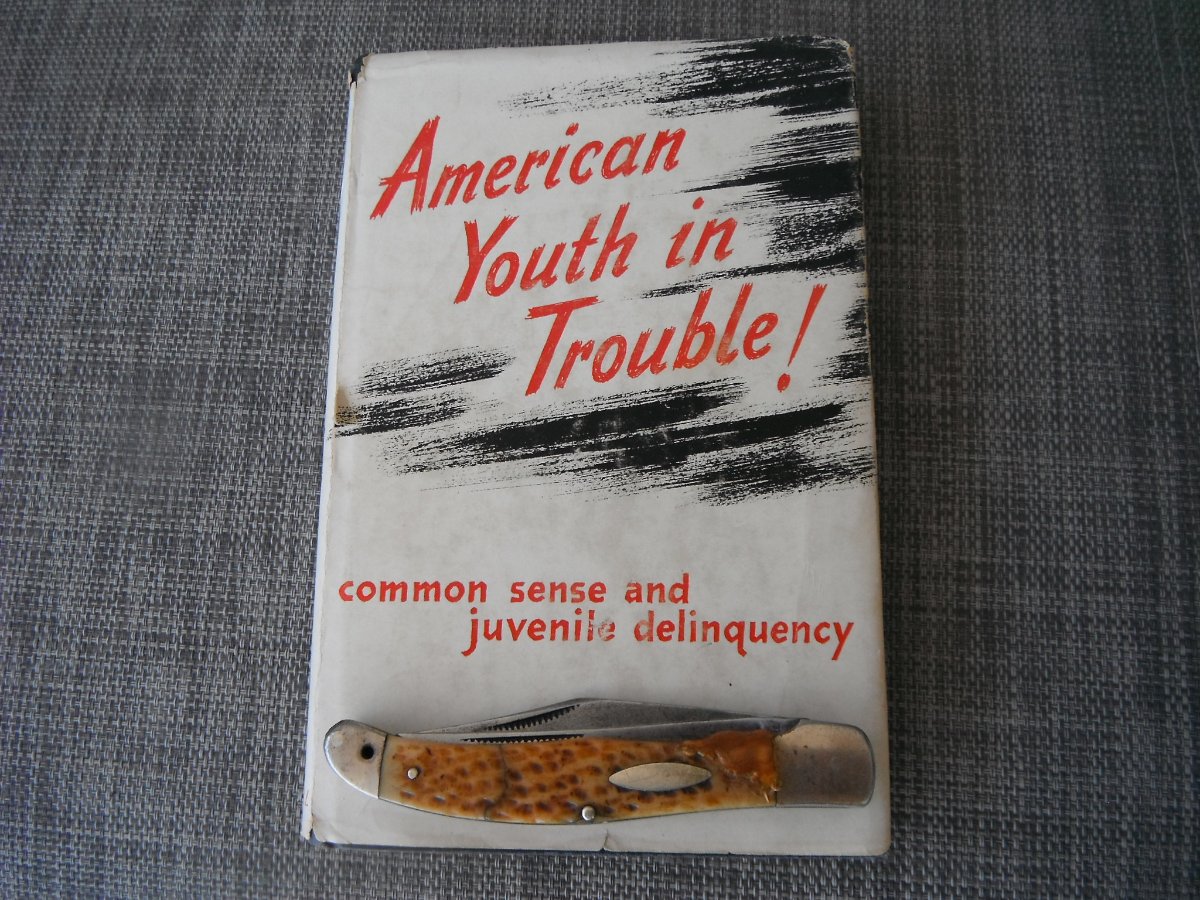 American
Youth in
Trouble!
common sense and
juvenile delinquency